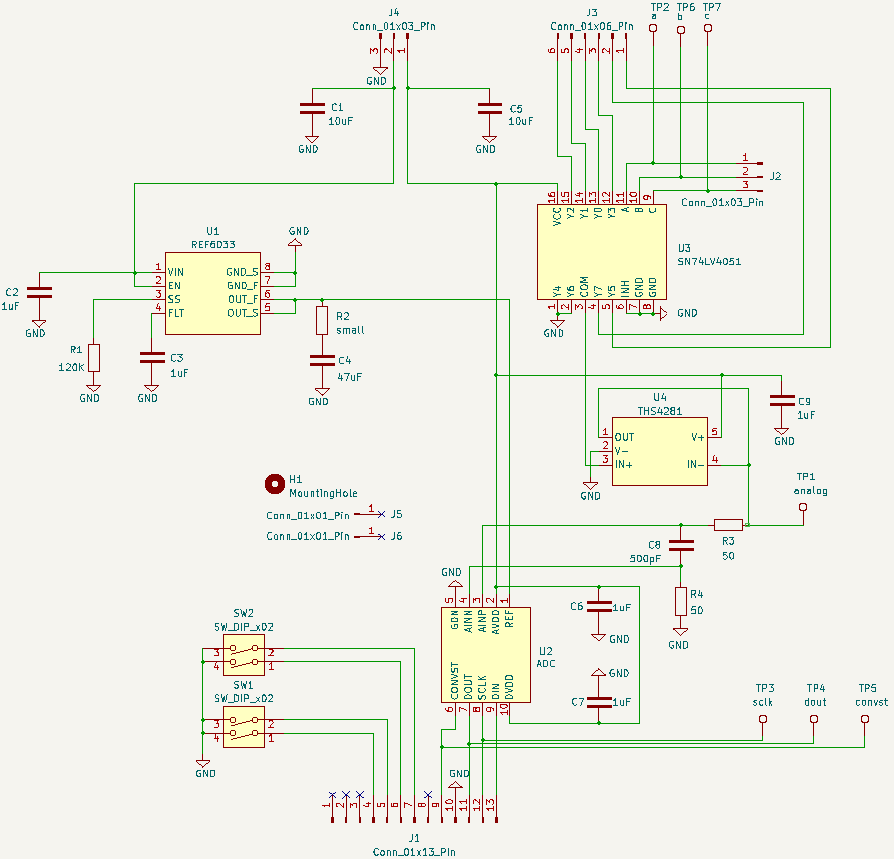 J4
Conn_01x03_Pin
3
2
1
GND
C1
10uF
GND
C5
10uF
GND
J3
Conn_01x06_Pin
6
5
4
3
2
1
TP2
a
TP6
b
TP7
c
1
2
3
J2
Conn_01x03_Pin
16
15
14
13
12
11
10
9
VCC
Y2
Y1
Y0
Y3
A
B
C
U3
SN74LV4051
Y4
Y6
COM
Y7
Y5
INH
GND
GND
1
2
3
4
5
6
7
8
GND
GND
U1
REF6033
1
2
3
4
VIN
EN
SS
FLT
GND_S
GND_F
OUT_F
OUT_S
8
7
6
5
GND
C2
1uF
GND
R1
120K
GND
C3
1uF
GND
R2
small
C4
47uF
GND
U4
THS4281
1
2
3
OUT
V-
IN+
V+
IN-
5
4
GND
C9
1uF
GND
H1
MountingHole
Conn_01x01_Pin
1
J5
Conn_01x01_Pin
1
J6
TP1
analog
R3
50
C8
500pF
R4
50
GND
GND
5
4
3
2
1
GDN
AINN
AINP
AVDD
REF
U2
ADC
CONVST
DOUT
SCLK
DIN
DVDD
6
7
8
9
10
C6
1uF
GND
GND
C7
1uF
SW2
SW_DIP_x02
3
4
2
1
SW1
SW_DIP_x02
3
4
2
1
GND
TP3
sclk
TP4
dout
TP5
convst
GND
1
2
3
4
5
6
7
8
9
10
11
12
13
J1
Conn_01x13_Pin